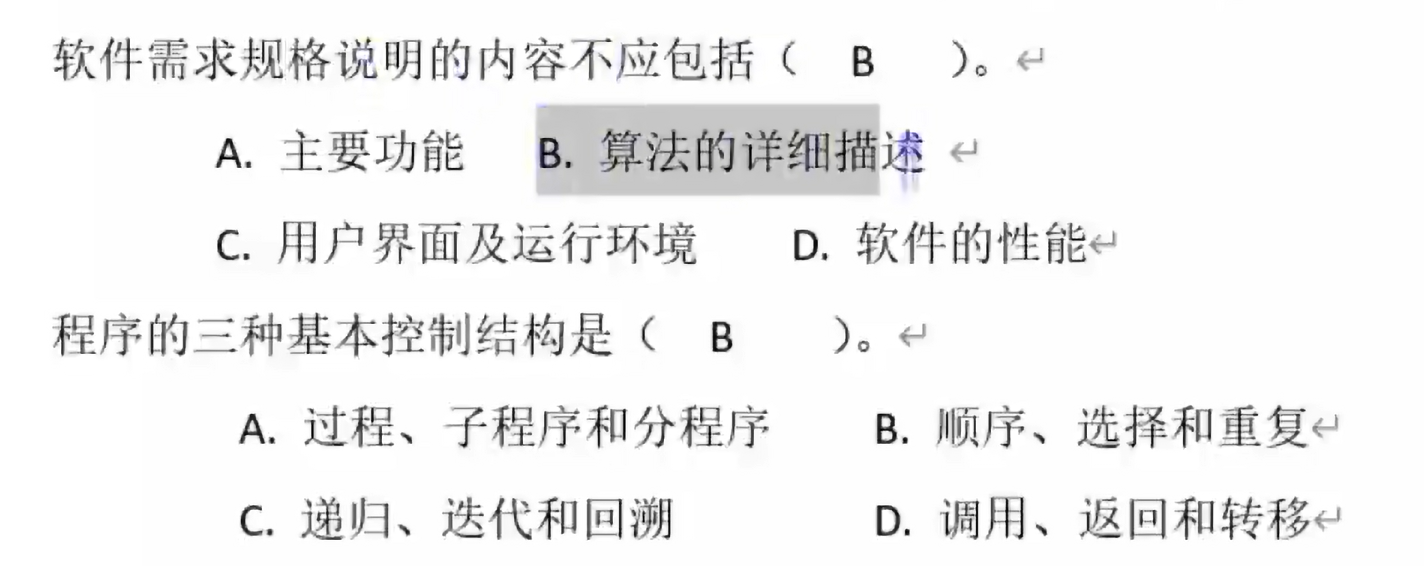 软件需求规格说明的内容不应包括（ B ）。↵
A. 主要功能 B. 算法的详细描述 ↵
C. 用户界面及运行环境 D. 软件的性能↵
程序的三种基本控制结构是（ B ）。↵
A. 过程、子程序和分程序 B. 顺序、选择和重复↵
C. 递归、迭代和回溯 D. 调用、返回和转移↵